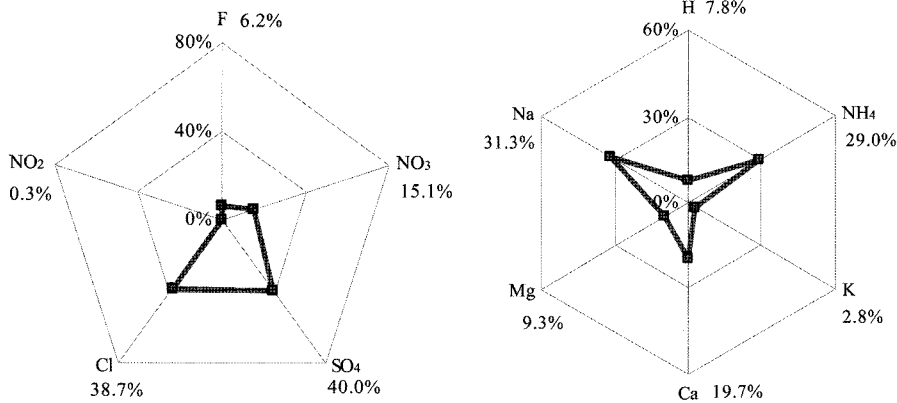 F 6.2%
80%
40%
0%
NO₂
0.3%
NO₃
15.1%
Cl
38.7%
SO₄
40.0%
H 7.8%
60%
30%
0%
Na
31.3%
NH₄
29.0%
Mg
9.3%
K
2.8%
Ca 19.7%